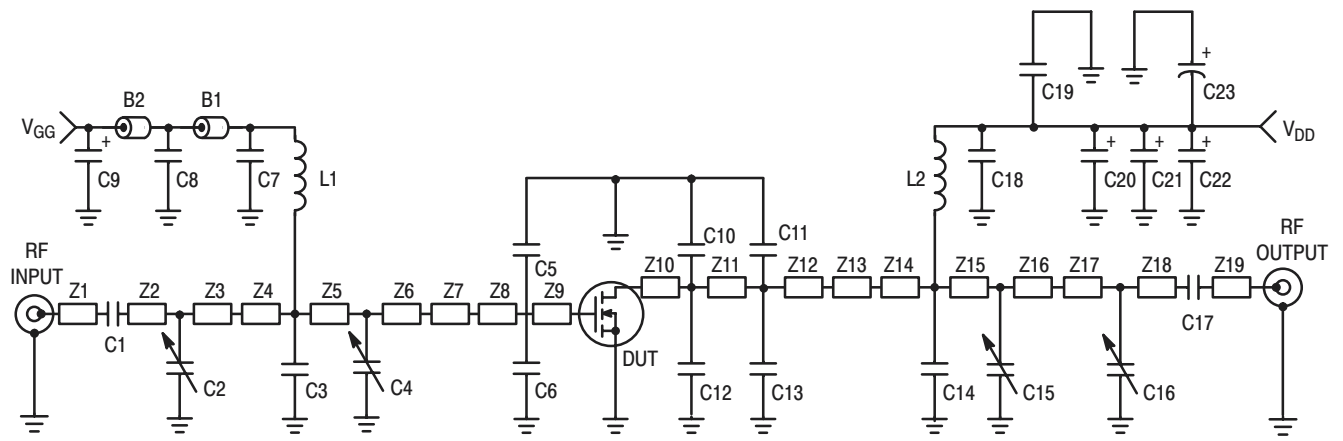 C19
+
C23
B2 B1
VGG
VDD
+
C9 C8 C7 L1
L2 C18
+ + +
C20 C21 C22
RF
INPUT
C10 C11
RF
OUTPUT
C5
Z1 Z2 Z3 Z4 Z5 Z6 Z7 Z8 Z9
Z10 Z11 Z12 Z13 Z14 Z15 Z16 Z17 Z18 Z19
C1
C17
DUT
C2 C3 C4 C6 C12 C13 C14 C15 C16